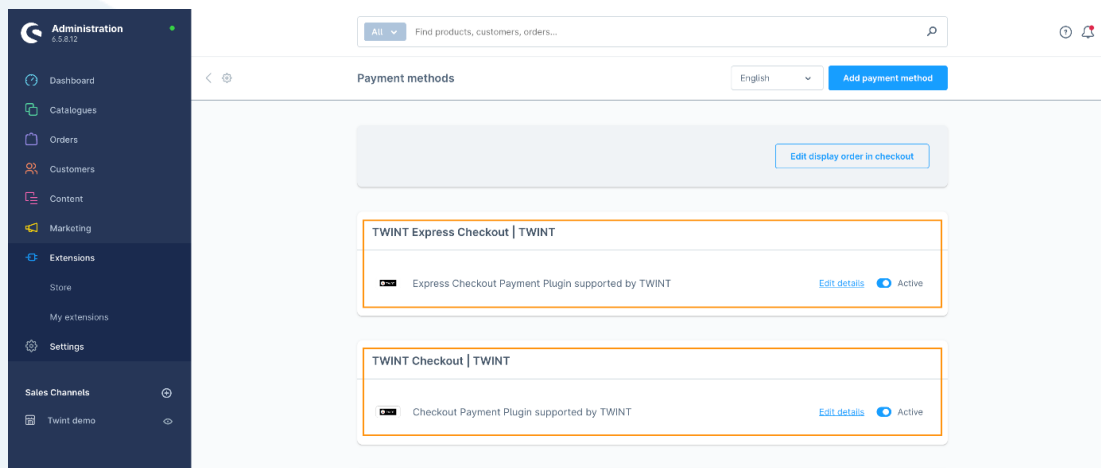 Administration
6.5.8.12
All
Find products, customers, orders...
Dashboard
Catalogues
Orders
Customers
Content
Marketing
Extensions
Store
My extensions
Settings
Sales Channels
Twint demo
Payment methods
English
Add payment method
Edit display order in checkout
TWINT Express Checkout | TWINT
Express Checkout Payment Plugin supported by TWINT
Edit details
Active
TWINT Checkout | TWINT
Checkout Payment Plugin supported by TWINT
Edit details
Active